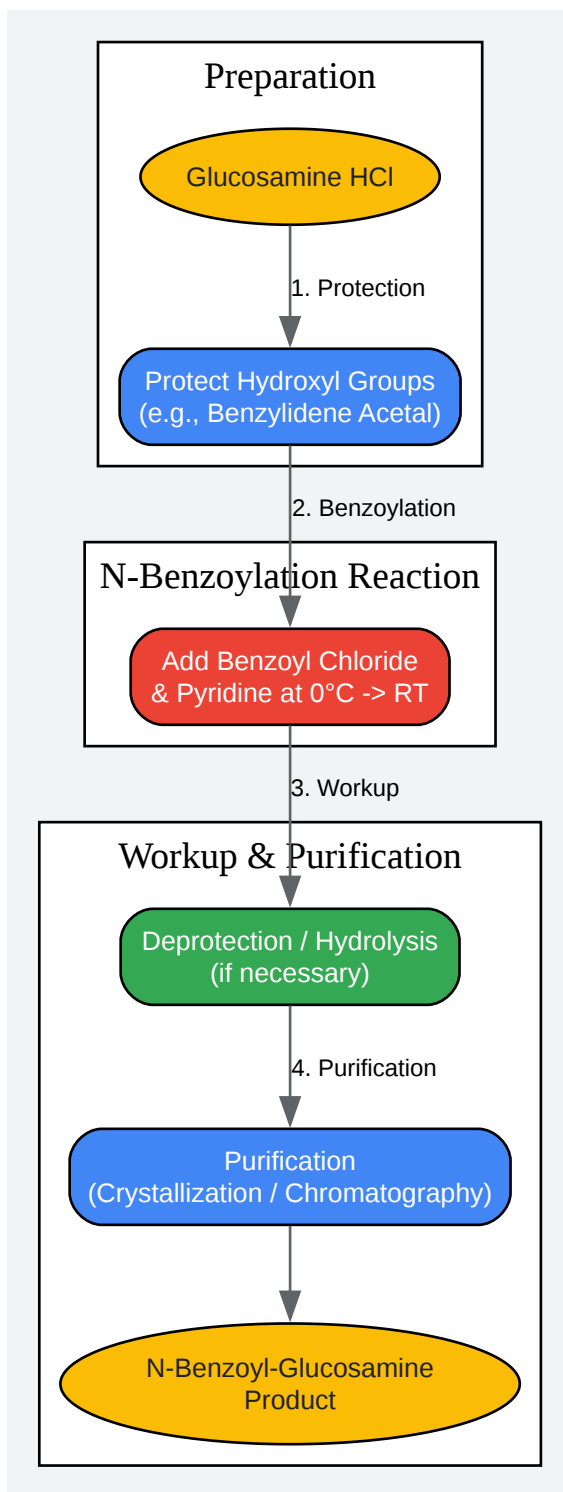 Preparation
Glucosamine HCl
1. Protection
Protect Hydroxyl Groups
(e.g., Benzylidene Acetal)
2. Benzoylation
N-Benzoylation Reaction
Add Benzoyl Chloride
& Pyridine at 0°C -> RT
3. Workup
Workup & Purification
Deprotection / Hydrolysis
(if necessary)
4. Purification
Purification
(Crystallization / Chromatography)
N-Benzoyl-Glucosamine
Product